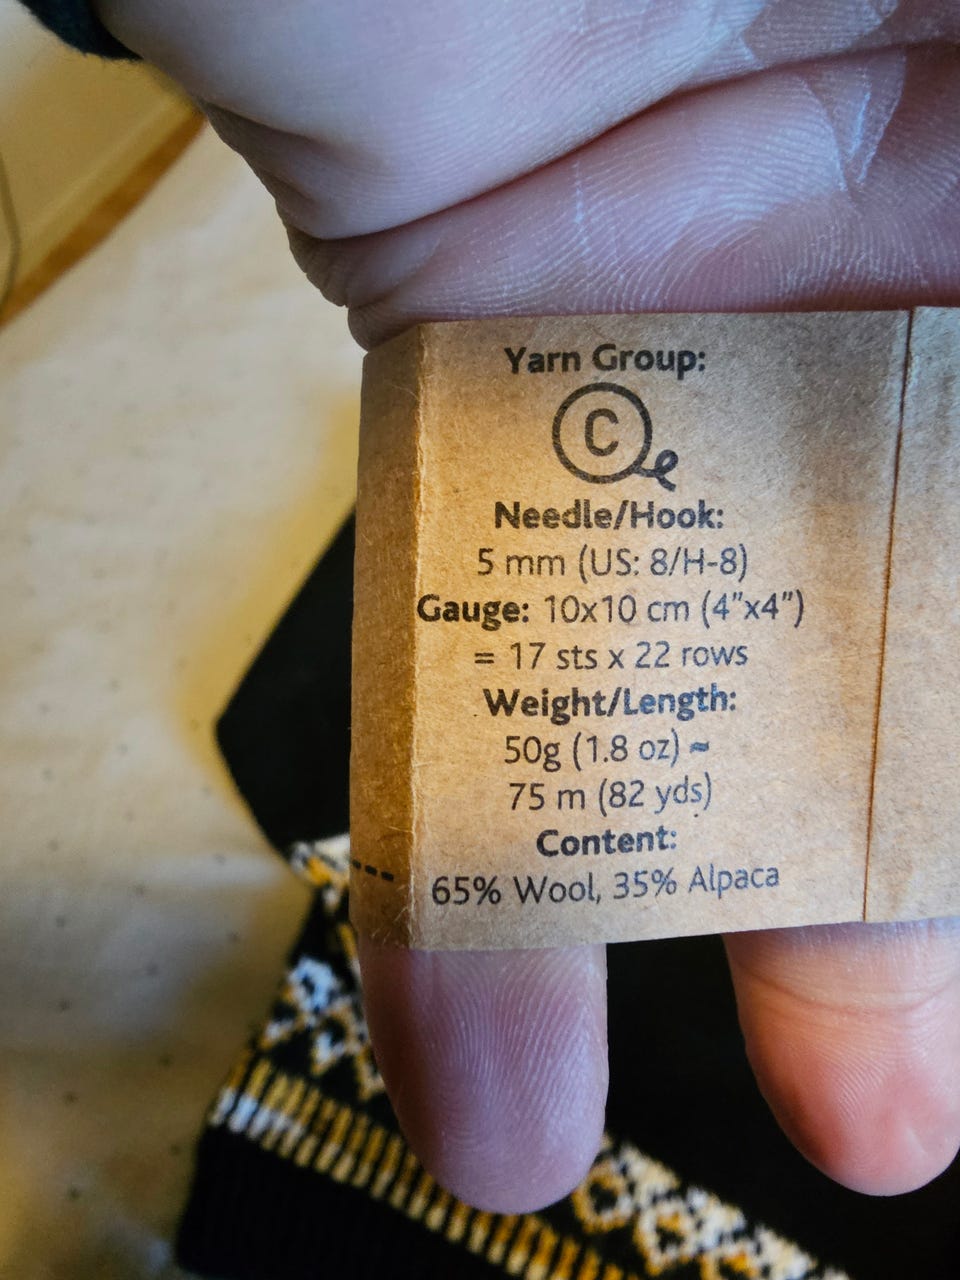 Yarn Group:
C
Needle/Hook:
5 mm (US: 8/H-8)
Gauge: 10x10 cm (4"x4")
= 17 sts x 22 rows
Weight/Length:
50g (1.8 oz) ≈
75 m (82 yds)
Content:
65% Wool, 35% Alpaca